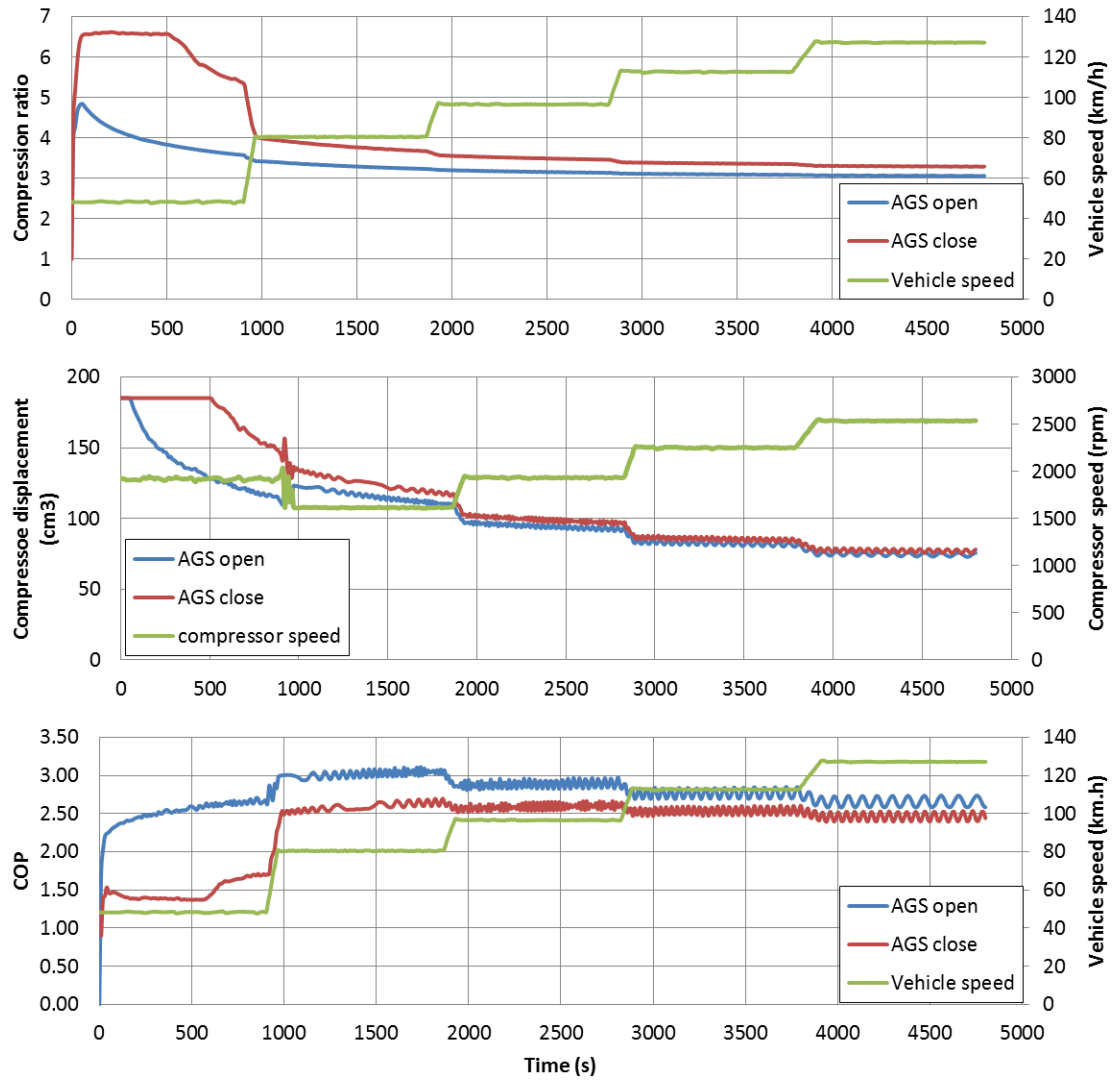 7
6
5
4
3
2
1
0
Compression ratio
140
120
100
80
60
40
20
0
Vehicle speed (km/h)
AGS open
AGS close
Vehicle speed
0 500 1000 1500 2000 2500 3000 3500 4000 4500 5000
200
150
100
50
0
Compressoe displacement
(cm3)
3000
2500
2000
1500
1000
500
0
Compressor speed (rpm)
AGS open
AGS close
compressor speed
0 500 1000 1500 2000 2500 3000 3500 4000 4500 5000
3.50
3.00
2.50
2.00
1.50
1.00
0.50
0.00
COP
140
120
100
80
60
40
20
0
Vehicle speed (km.h)
AGS open
AGS close
Vehicle speed
0 500 1000 1500 2000 2500 3000 3500 4000 4500 5000
Time (s)